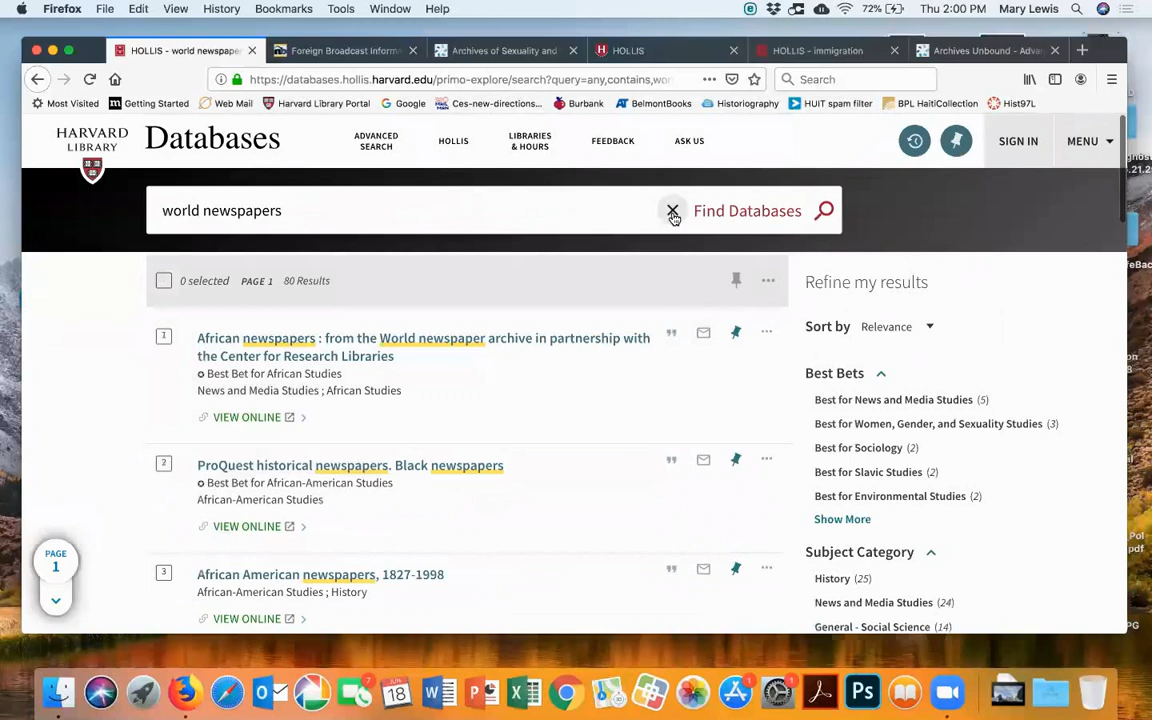 Firefox File Edit View History Bookmarks Tools Window Help 72% Thu 2:00 PM Mary Lewis
HOLLIS - world newspaper Foreign Broadcast Inform Archives of Sexuality and HOLLIS HOLLIS - immigration Archives Unbound - Adva
https://databases.hollis.harvard.edu/primo-explore/search?query=any,contains,wor Search
Most Visited Getting Started Web Mail Harvard Library Portal Google Ces-new-directions... Burbank BelmontBooks Historiography HUIT spam filter BPL HaitiCollection Hist97L
HARVARD LIBRARY Databases ADVANCED SEARCH HOLLIS LIBRARIES & HOURS FEEDBACK ASK US SIGN IN MENU
world newspapers Find Databases
0 selected PAGE 1 80 Results
Refine my results
Sort by Relevance
1 African newspapers : from the World newspaper archive in partnership with
the Center for Research Libraries
Best Bet for African Studies
News and Media Studies ; African Studies
VIEW ONLINE
2 ProQuest historical newspapers. Black newspapers
Best Bet for African-American Studies
African-American Studies
VIEW ONLINE
3 African American newspapers, 1827-1998
African-American Studies ; History
VIEW ONLINE
Best Bets
Best for News and Media Studies (5)
Best for Women, Gender, and Sexuality Studies (3)
Best for Sociology (2)
Best for Slavic Studies (2)
Best for Environmental Studies (2)
Show More
Subject Category
History (25)
News and Media Studies (24)
General - Social Science (14)
PAGE
1
7
NOV
18
1
1